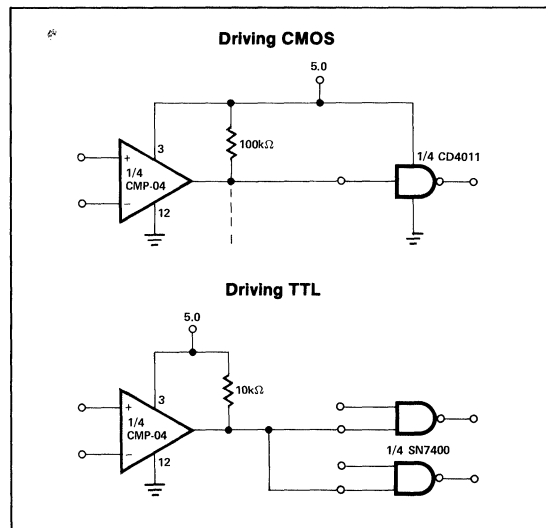 Driving CMOS
5.0
3
100kΩ
1/4 CD4011
+
1/4
CMP-04
−
12
Driving TTL
5.0
3
10kΩ
+
1/4
CMP-04
−
12
1/4 SN7400